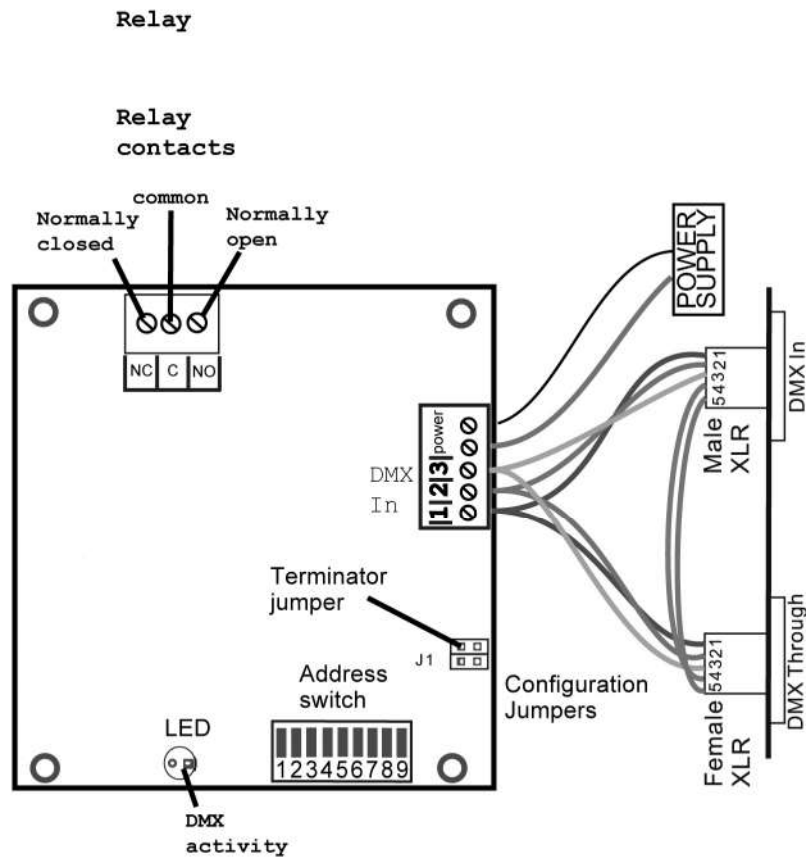 Relay
Relay
contacts
common
Normally
closed
Normally
open
NC C NO
POWER
SUPPLY
DMX In
54321
Male
XLR
|1|2|3|power
DMX
In
Terminator
jumper
J1
Configuration
Jumpers
Address
switch
123456789
LED
DMX
activity
54321
Female
XLR
DMX Through